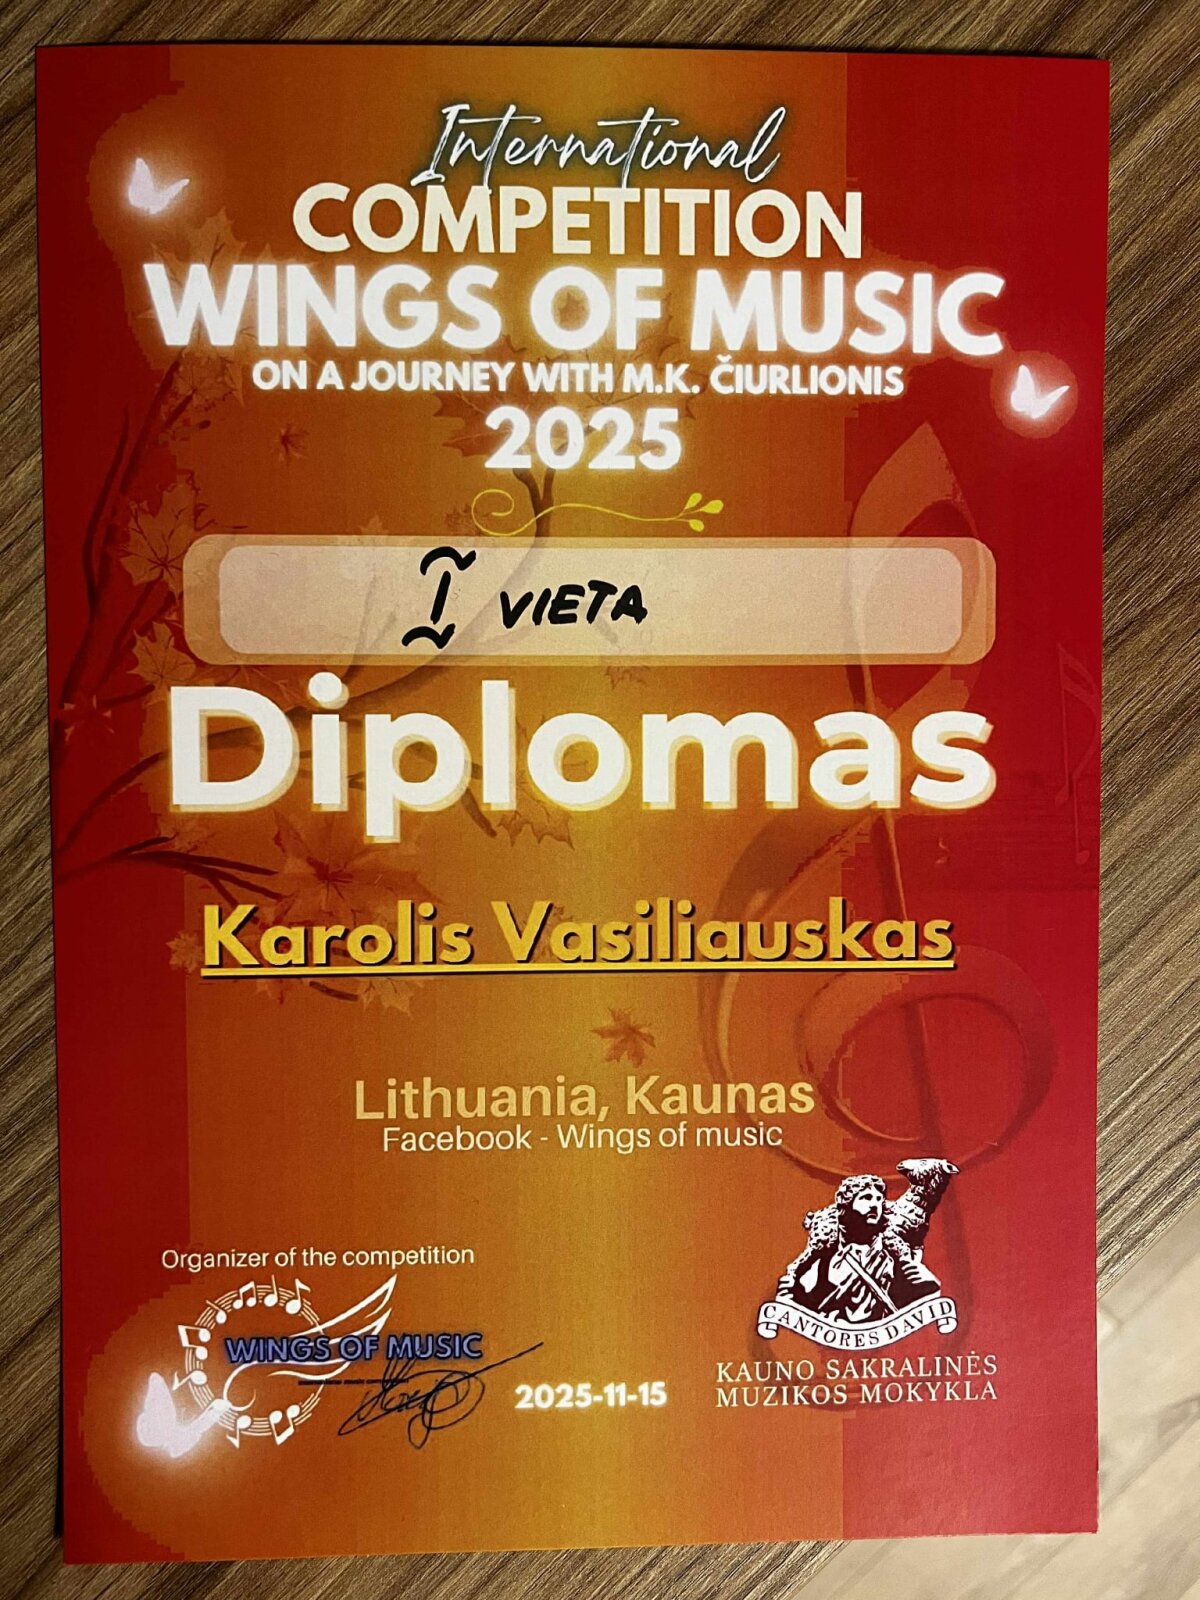 International
COMPETITION
WINGS OF MUSIC
ON A JOURNEY WITH M.K. ČIURLIONIS
2025
I VIETA
Diplomas
Karolis Vasiliauskas
Lithuania, Kaunas
Facebook - Wings of music
Organizer of the competition
WINGS OF MUSIC
2025-11-15
CANTORES DAVID
KAUNO SAKRALINĖS
MUZIKOS MOKYKLA